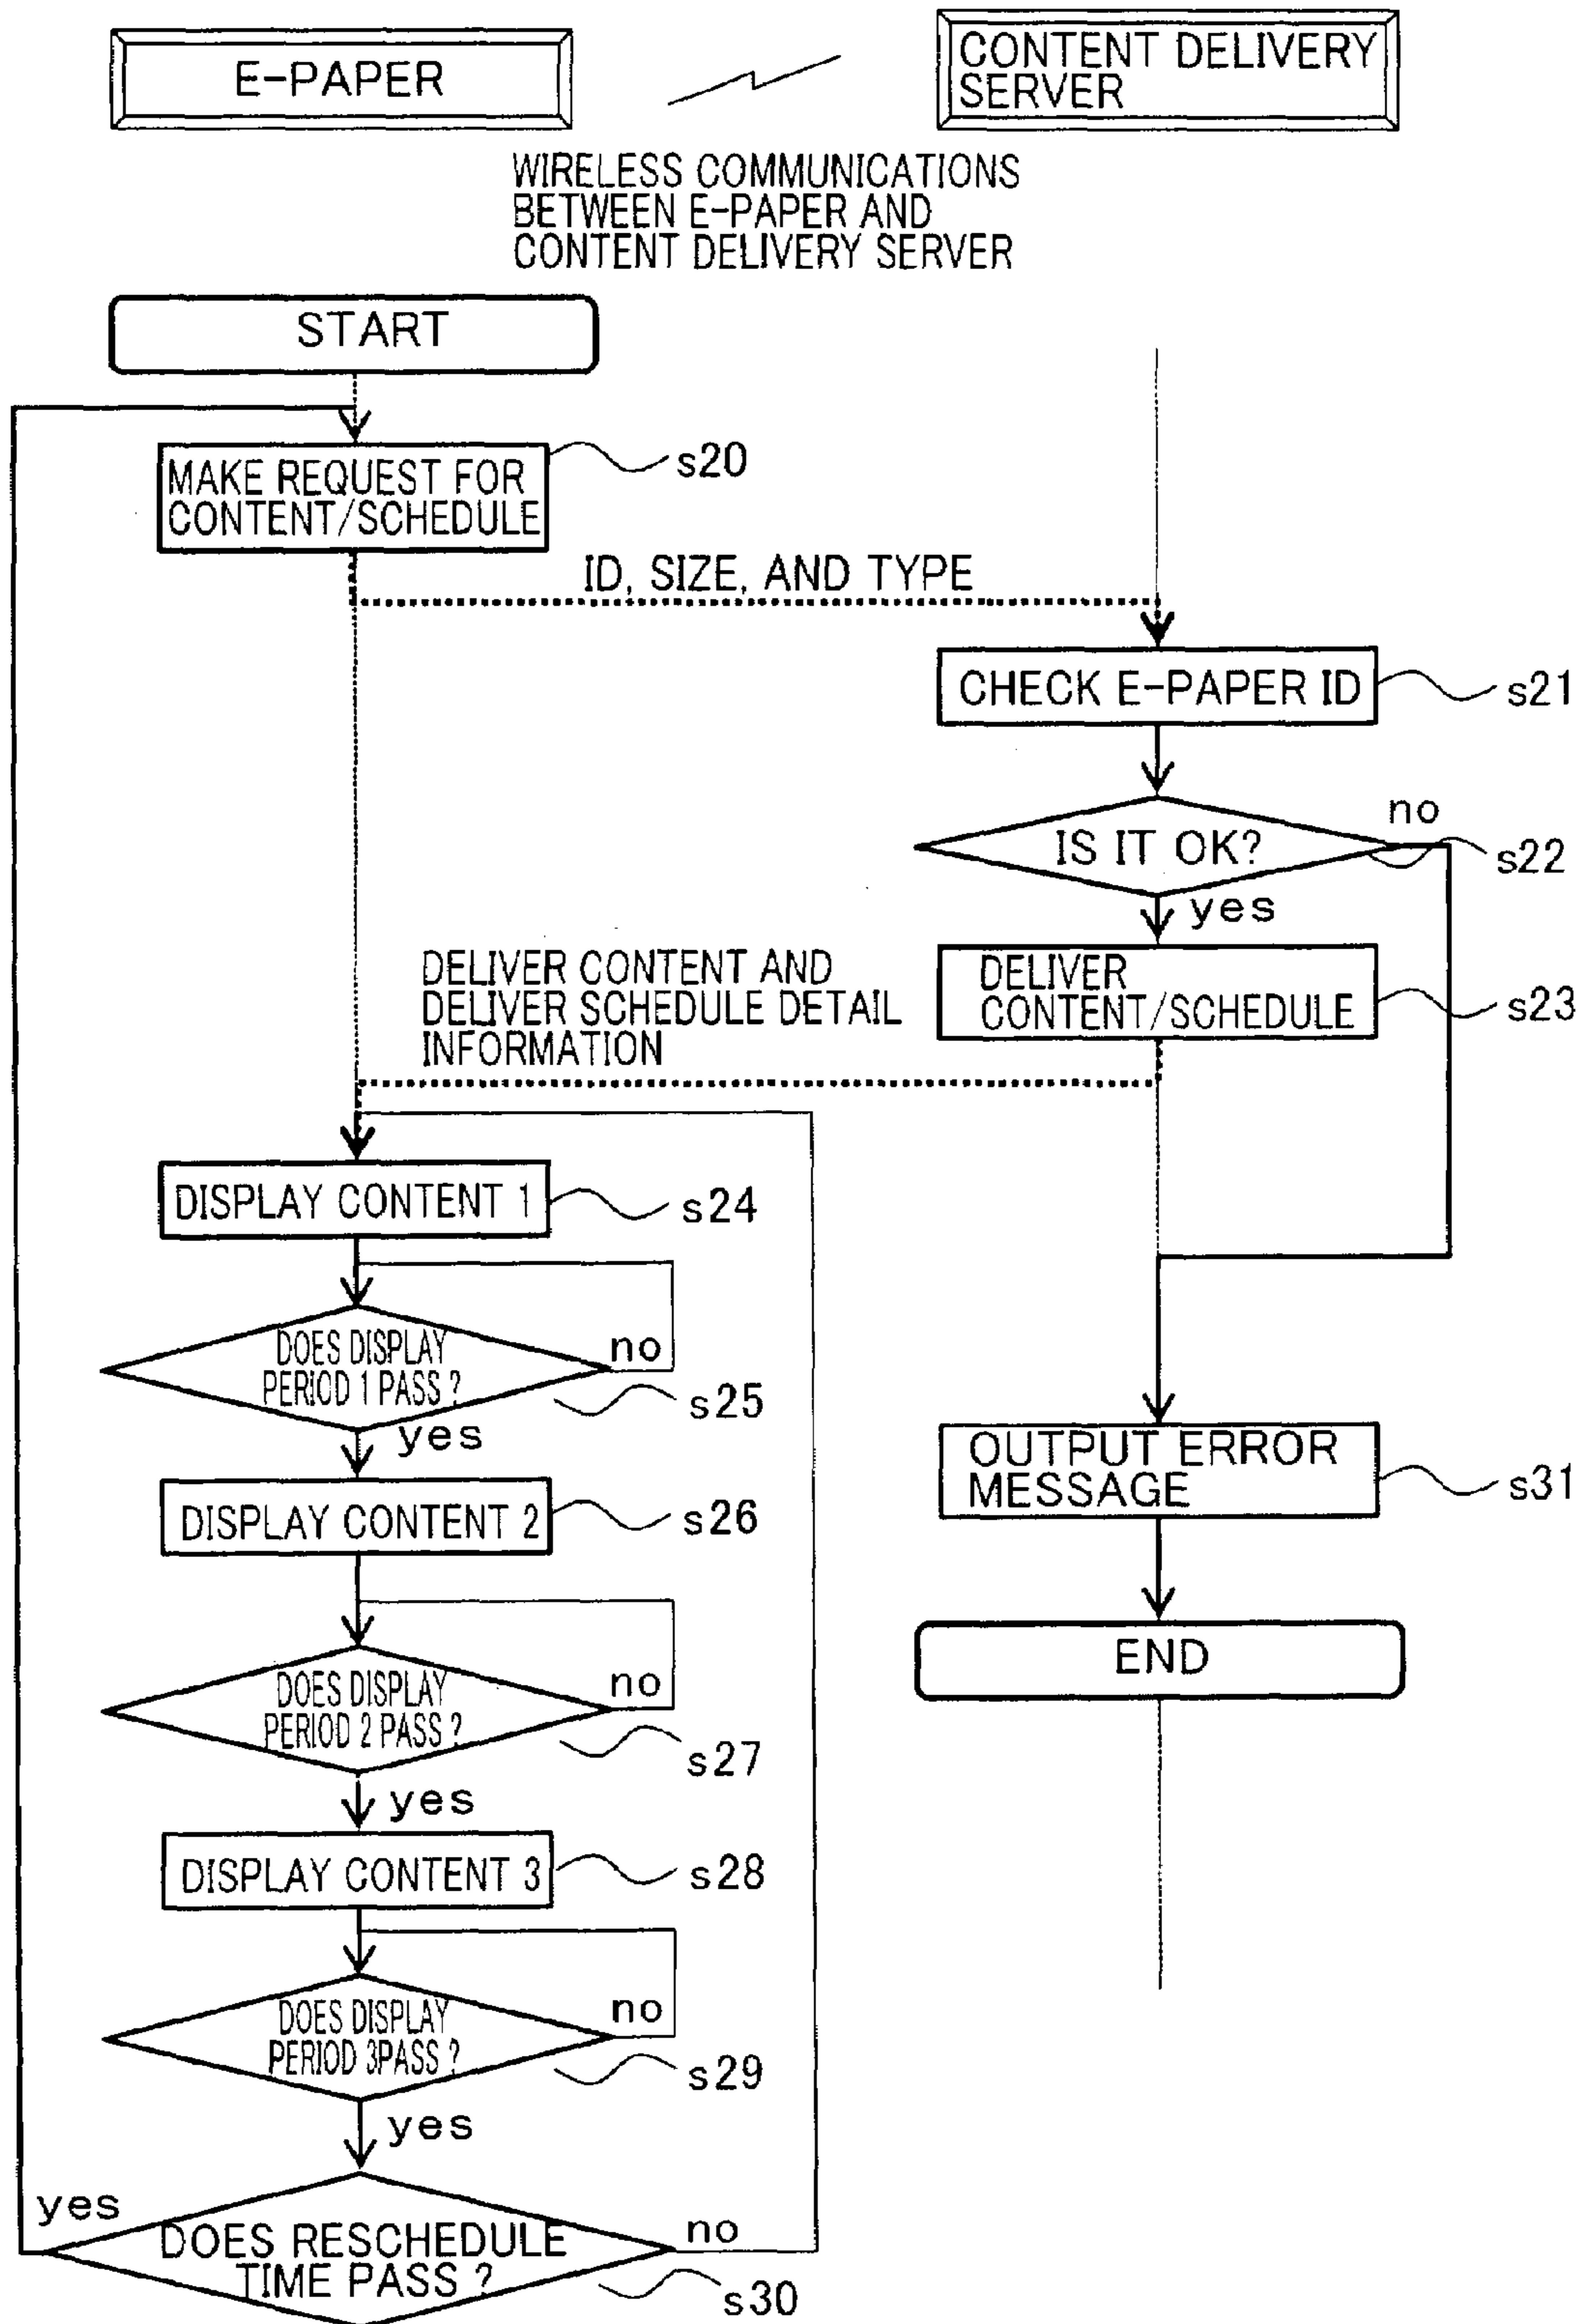 E-PAPER
CONTENT DELIVERY
SERVER
WIRELESS COMMUNICATIONS
BETWEEN E-PAPER AND
CONTENT DELIVERY SERVER
START
MAKE REQUEST FOR
CONTENT/SCHEDULE
s20
ID, SIZE, AND TYPE
CHECK E-PAPER ID
s21
IS IT OK?
no
s22
yes
DELIVER
CONTENT/SCHEDULE
s23
DELIVER CONTENT AND
DELIVER SCHEDULE DETAIL
INFORMATION
DISPLAY CONTENT 1
s24
DOES DISPLAY
PERIOD 1 PASS ?
no
s25
yes
DISPLAY CONTENT 2
s26
DOES DISPLAY
PERIOD 2 PASS ?
no
s27
yes
DISPLAY CONTENT 3
s28
DOES DISPLAY
PERIOD 3PASS ?
no
s29
yes
DOES RESCHEDULE
TIME PASS ?
yes
no
s30
OUTPUT ERROR
MESSAGE
s31
END